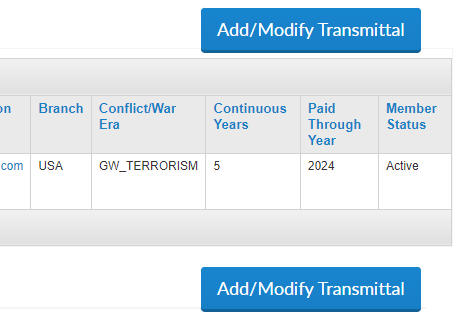 Add/Modify Transmittal
on Branch Conflict/War Era Continuous Years Paid Through Year Member Status
com USA GW_TERRORISM 5 2024 Active
Add/Modify Transmittal